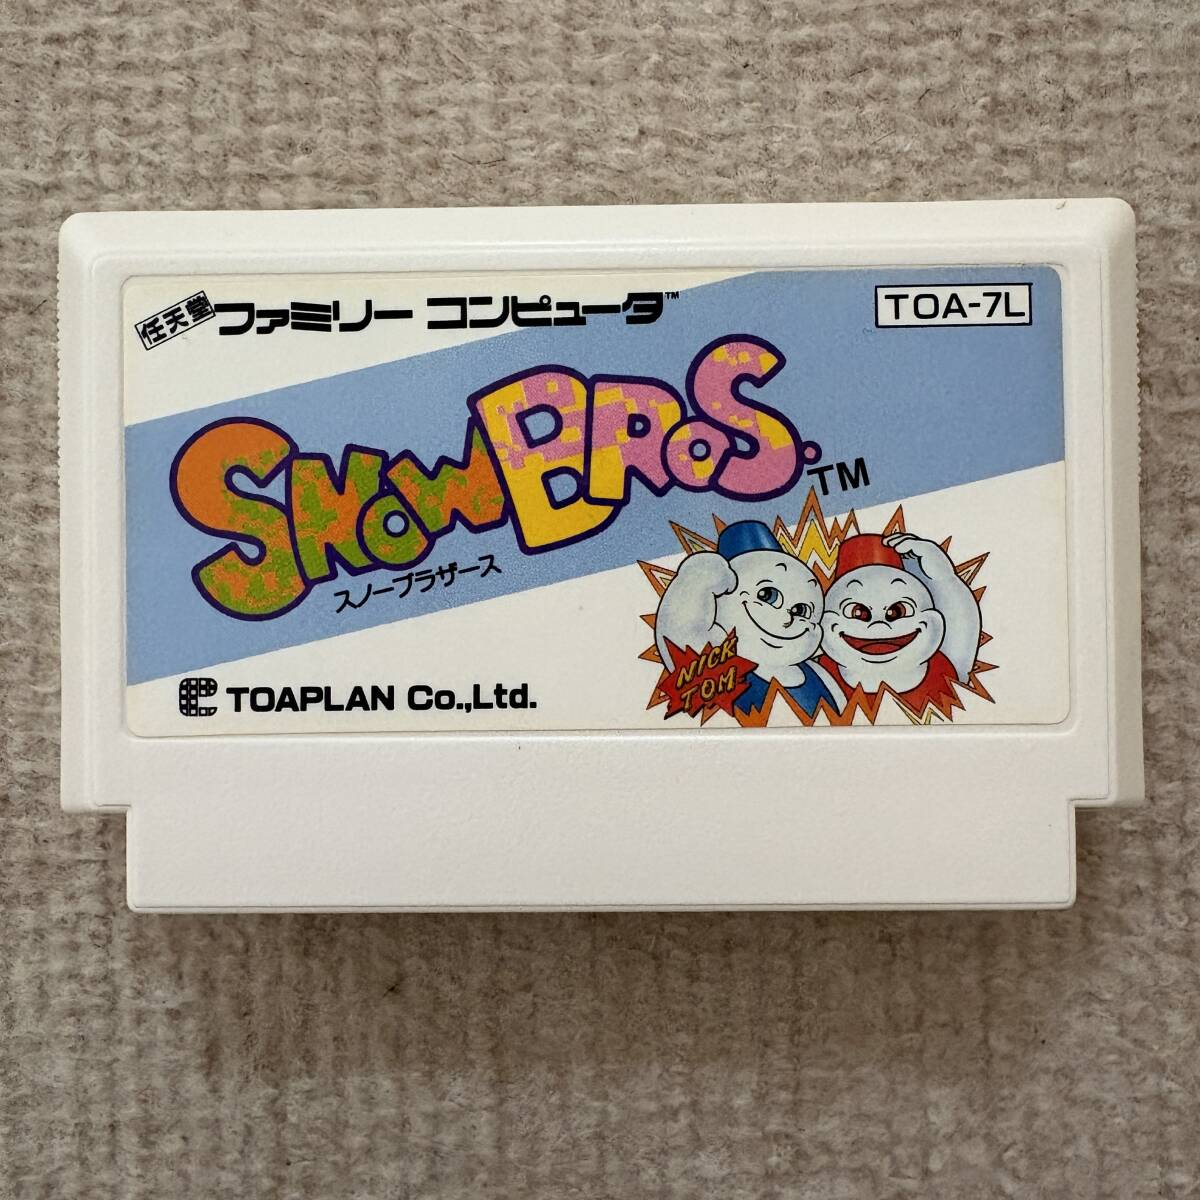 任天堂 ファミリー コンピュータ™
TOA-7L
SNOW BROS.™
スノーブラザース
NICK
TOM
TOAPLAN Co.,Ltd.